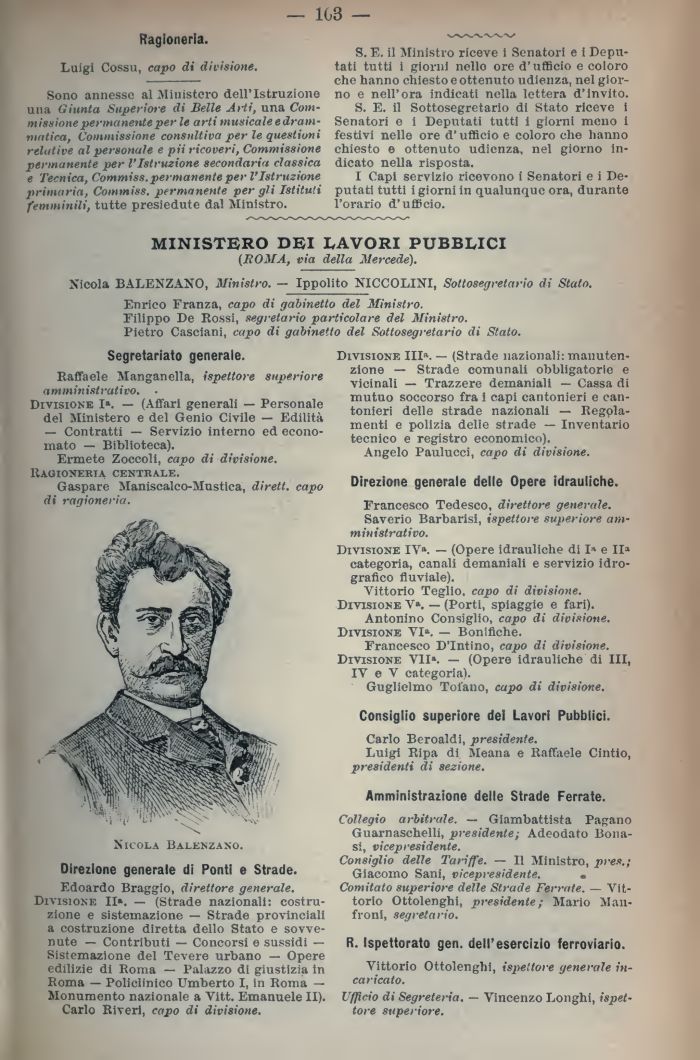 — 103 —
Ragioneria.
Luigi Cossu, capo di divisione.
Sono annesse al Ministero dell'Istruzione
una Giunta Superiore di Belle Arti, una Com-
missione permanente per le arti musicale e dram-
matica, Commissione consultiva per le questioni
relative al personale e pii ricoveri, Commissione
permanente per l'Istruzione secondaria classica
e Tecnica, Commiss. permanente per l'Istruzione
primaria, Commiss. permanente per gli Istituti
femminili, tutte presiedute dal Ministro.
S. E. il Ministro riceve i Senatori e i Depu-
tati tutti i giorni nelle ore d'ufficio e coloro
che hanno chiesto e ottenuto udienza, nel gior-
no e nell'ora indicati nella lettera d'invito.
S. E. il Sottosegretario di Stato riceve i
Senatori e i Deputati tutti i giorni meno i
festivi nelle ore d'ufficio e coloro che hanno
chiesto e ottenuto udienza, nel giorno in-
dicato nella risposta.
I Capi servizio ricevono i Senatori e i De-
putati tutti i giorni in qualunque ora, durante
l'orario d'ufficio.
MINISTERO DEI LAVORI PUBBLICI
(ROMA, via della Mercede).
Nicola BALENZANO, Ministro. — Ippolito NICCOLINI, Sottosegretario di Stato.
Enrico Franza, capo di gabinetto del Ministro.
Filippo De Rossi, segretario particolare del Ministro.
Pietro Casciani, capo di gabinetto del Sottosegretario di Stato.
Segretariato generale.
Raffaele Manganella, ispettore superiore
amministrativo.
DIVISIONE Iª. — (Affari generali — Personale
del Ministero e del Genio Civile — Edilità
— Contratti — Servizio interno ed econo-
mato — Biblioteca).
Ermete Zoccoli, capo di divisione.
RAGIONERIA CENTRALE.
Gaspare Maniscalco-Mustica, dirett. capo
di ragioneria.
NICOLA BALENZANO.
Direzione generale di Ponti e Strade.
Edoardo Braggio, direttore generale.
DIVISIONE IIª. — (Strade nazionali: costru-
zione e sistemazione — Strade provinciali
a costruzione diretta dello Stato e sovve-
nute — Contributi — Concorsi e sussidi —
Sistemazione del Tevere urbano — Opere
edilizie di Roma — Palazzo di giustizia in
Roma — Policlinico Umberto I, in Roma —
Monumento nazionale a Vitt. Emanuele II).
Carlo Riveri, capo di divisione.
DIVISIONE IIIª. — (Strade nazionali: manuten-
zione — Strade comunali obbligatorie e
vicinali — Trazzere demaniali — Cassa di
mutuo soccorso fra i capi cantonieri e can-
tonieri delle strade nazionali — Regola-
menti e polizia delle strade — Inventario
tecnico e registro economico).
Angelo Paulucci, capo di divisione.
Direzione generale delle Opere idrauliche.
Francesco Tedesco, direttore generale.
Saverio Barbarisi, ispettore superiore am-
ministrativo.
DIVISIONE IVª. — (Opere idrauliche di Iª e IIª
categoria, canali demaniali e servizio idro-
grafico fluviale).
Vittorio Teglio, capo di divisione.
DIVISIONE Vª. — (Porti, spiaggie e fari).
Antonino Consiglio, capo di divisione.
DIVISIONE VIª. — Bonifiche.
Francesco D'Intino, capo di divisione.
DIVISIONE VIIª. — (Opere idrauliche di III,
IV e V categoria).
Guglielmo Tofano, capo di divisione.
Consiglio superiore dei Lavori Pubblici.
Carlo Beroaldi, presidente.
Luigi Ripa di Meana e Raffaele Cintio,
presidenti di sezione.
Amministrazione delle Strade Ferrate.
Collegio arbitrale. — Giambattista Pagano
Guarnaschelli, presidente; Adeodato Bona-
si, vicepresidente.
Consiglio delle Tariffe. — Il Ministro, pres.;
Giacomo Sani, vicepresidente.
Comitato superiore delle Strade Ferrate. — Vit-
torio Ottolenghi, presidente; Mario Man-
froni, segretario.
R. Ispettorato gen. dell'esercizio ferroviario.
Vittorio Ottolenghi, ispettore generale in-
caricato.
Ufficio di Segreteria. — Vincenzo Longhi, ispet-
tore superiore.